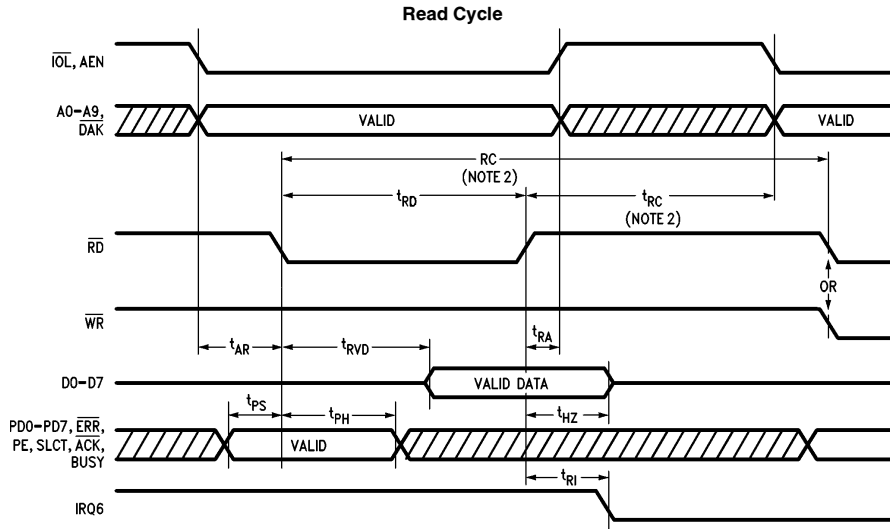 Read Cycle
IOL, AEN
A0–A9,
DAK
VALID
VALID
RC
(NOTE 2)
tRD
tRC
(NOTE 2)
RD
OR
WR
tAR
tRVD
tRA
D0–D7
VALID DATA
tPS
tPH
tHZ
PD0–PD7, ERR,
PE, SLCT, ACK,
BUSY
VALID
tRI
IRQ6